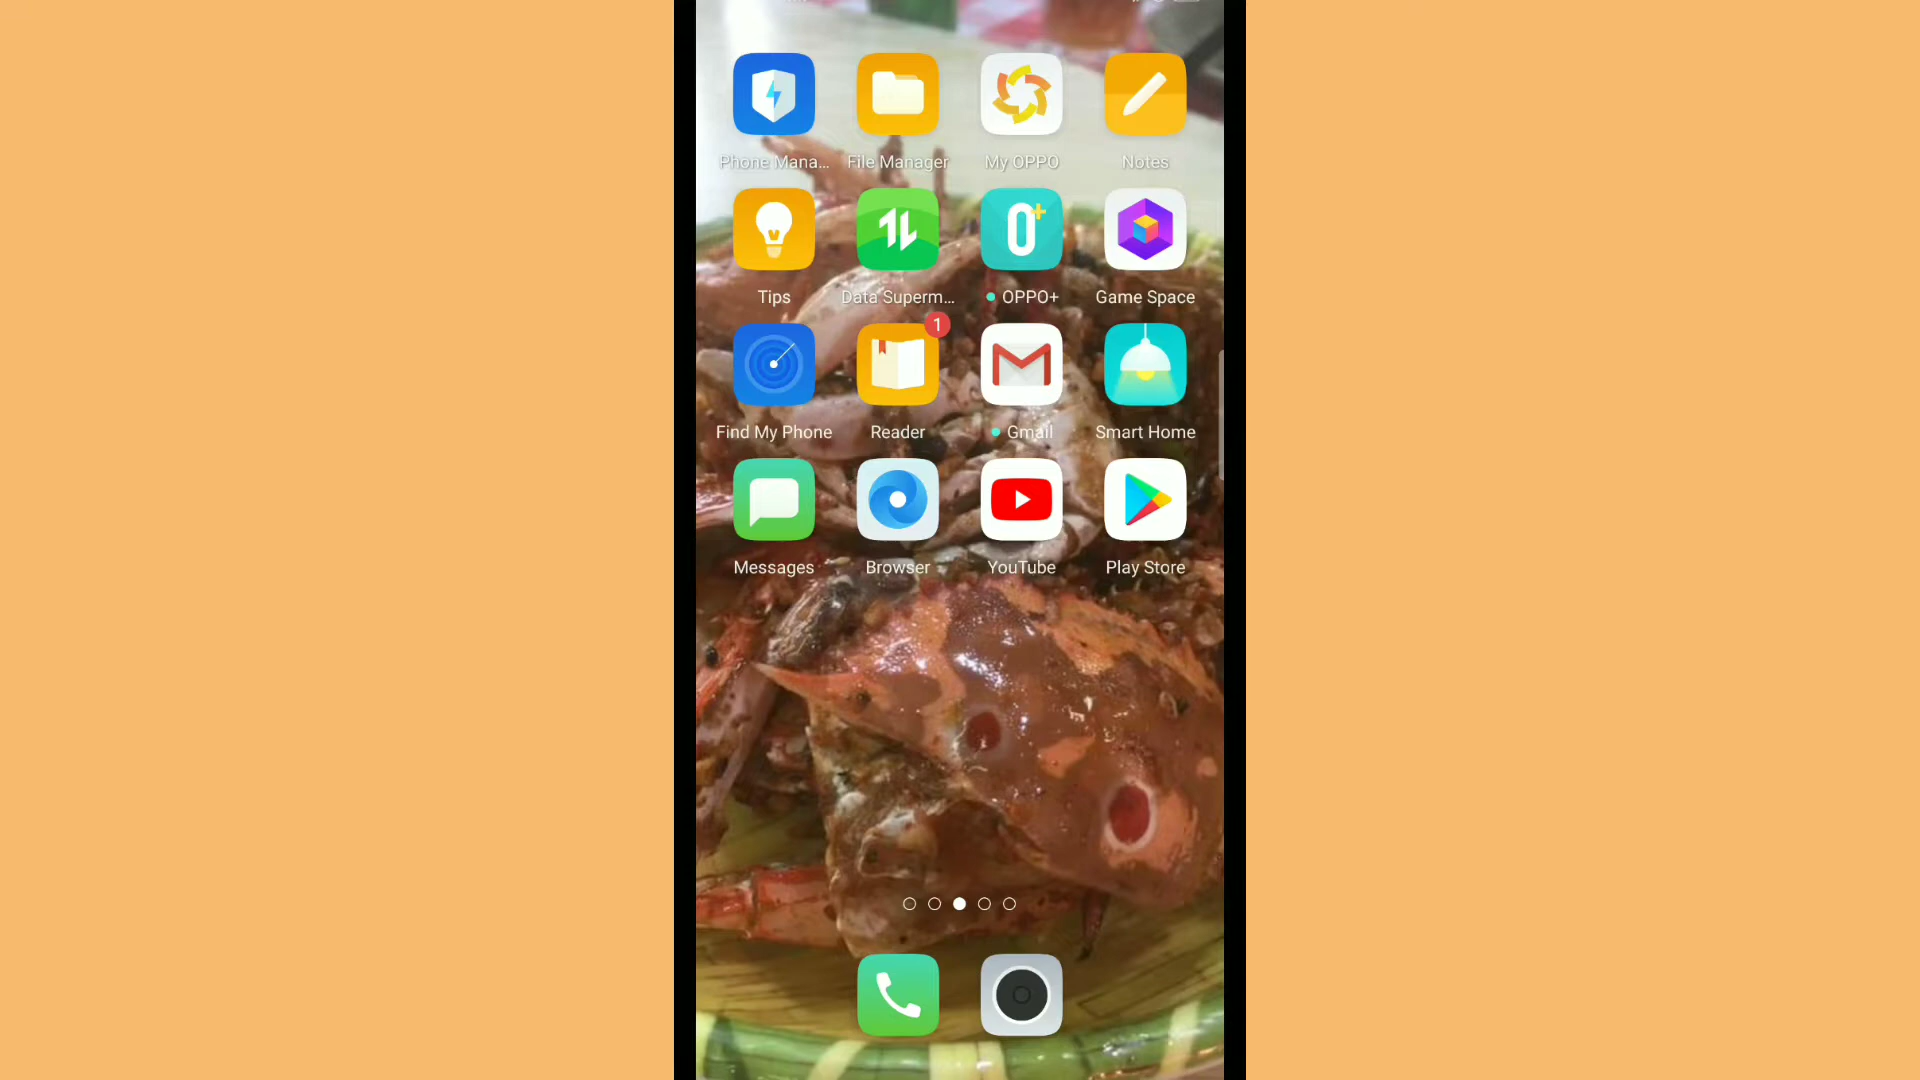 Phone Mana...
File Manager
My OPPO
Notes
Tips
Data Superm...
OPPO+
Game Space
1
Find My Phone
Reader
Gmail
Smart Home
Messages
Browser
YouTube
Play Store